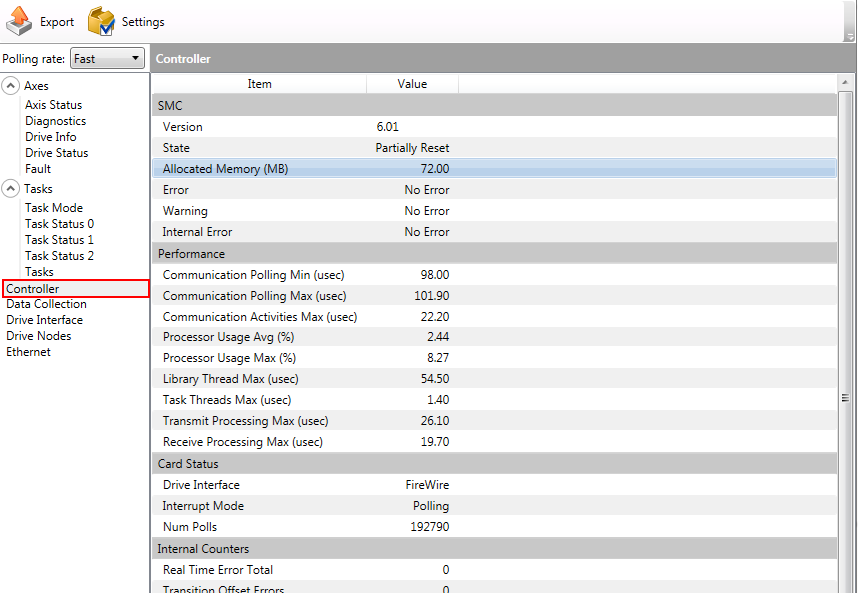 Export Settings
Polling rate: Fast
Axes
Axis Status
Diagnostics
Drive Info
Drive Status
Fault
Tasks
Task Mode
Task Status 0
Task Status 1
Task Status 2
Tasks
Controller
Data Collection
Drive Interface
Drive Nodes
Ethernet
Controller
Item Value
SMC
Version 6.01
State Partially Reset
Allocated Memory (MB) 72.00
Error No Error
Warning No Error
Internal Error No Error
Performance
Communication Polling Min (usec) 98.00
Communication Polling Max (usec) 101.90
Communication Activities Max (usec) 22.20
Processor Usage Avg (%) 2.44
Processor Usage Max (%) 8.27
Library Thread Max (usec) 54.50
Task Threads Max (usec) 1.40
Transmit Processing Max (usec) 26.10
Receive Processing Max (usec) 19.70
Card Status
Drive Interface FireWire
Interrupt Mode Polling
Num Polls 192790
Internal Counters
Real Time Error Total 0
Transition Offset Errors 0